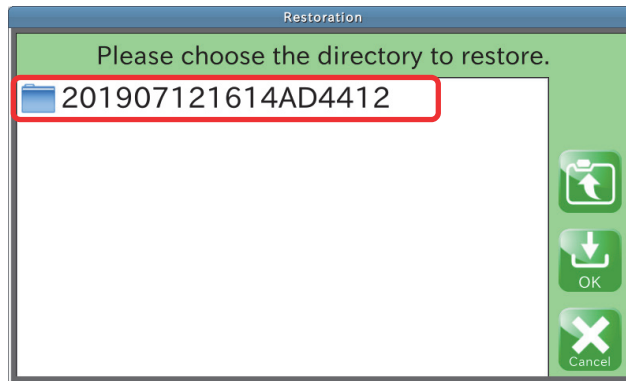 Restoration
Please choose the directory to restore.
201907121614AD4412
OK
Cancel